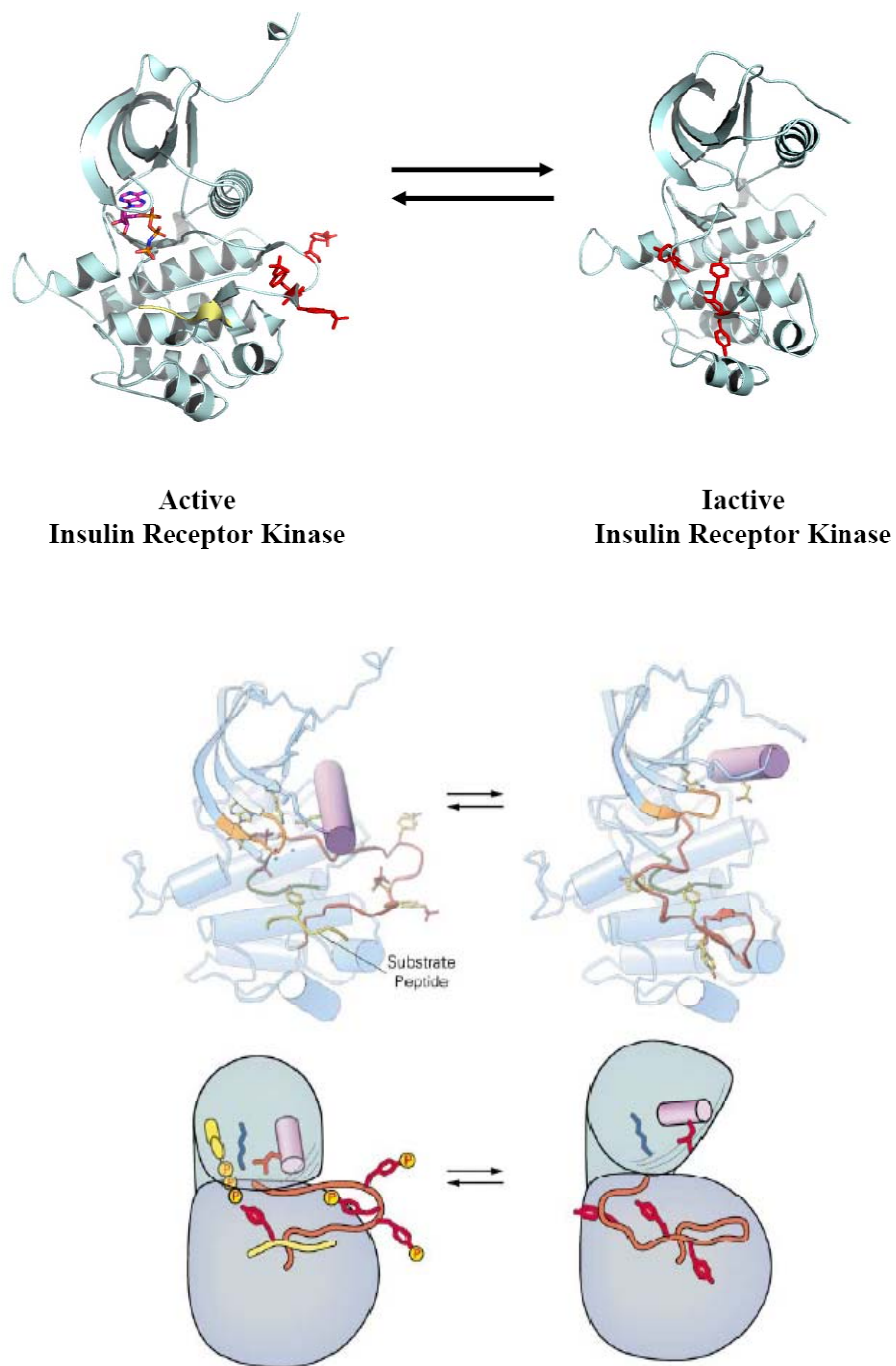 Active
Insulin Receptor Kinase
Iactive
Insulin Receptor Kinase
Substrate
Peptide
P
P
P
P
P
P